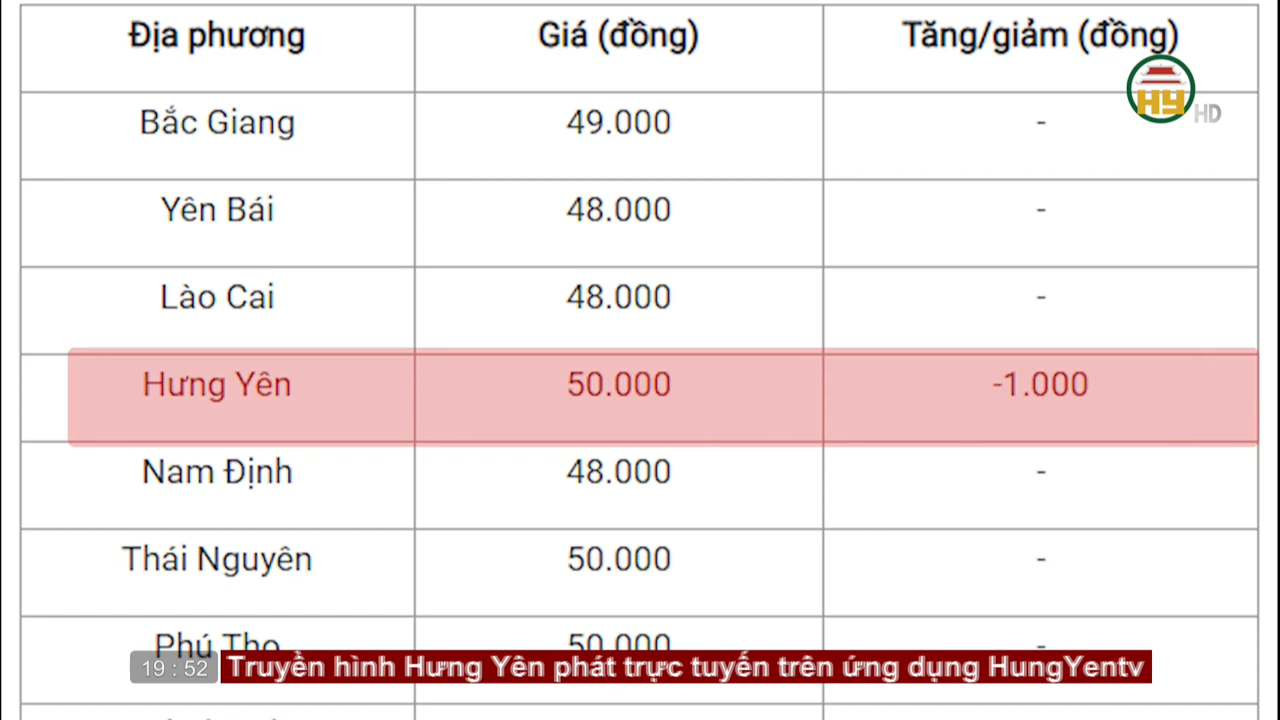 Địa phương Giá (đồng) Tăng/giảm (đồng)
HY HD
Bắc Giang 49.000 -
Yên Bái 48.000 -
Lào Cai 48.000 -
Hưng Yên 50.000 -1.000
Nam Định 48.000 -
Thái Nguyên 50.000 -
Phú Thọ 50.000 -
19 : 52 Truyền hình Hưng Yên phát trực tuyến trên ứng dụng HungYentv